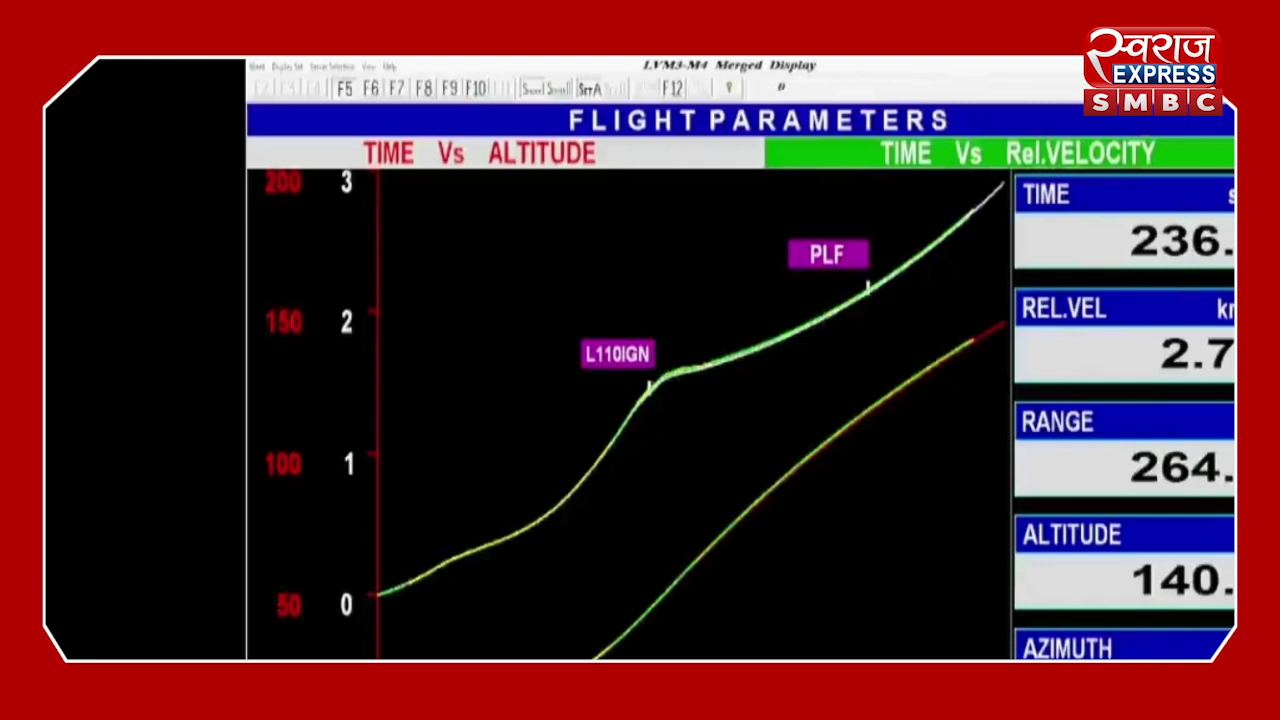 स्वराज
EXPRESS
SMBC
LVM3-M4 Merged Display
F5 F6 F7 F8 F9 F10 F12
FLIGHT PARAMETERS
TIME Vs ALTITUDE
TIME Vs Rel.VELOCITY
200 3
150 2
100 1
50 0
PLF
L110IGN
TIME s
236.
REL.VEL km
2.7
RANGE
264.
ALTITUDE
140.
AZIMUTH